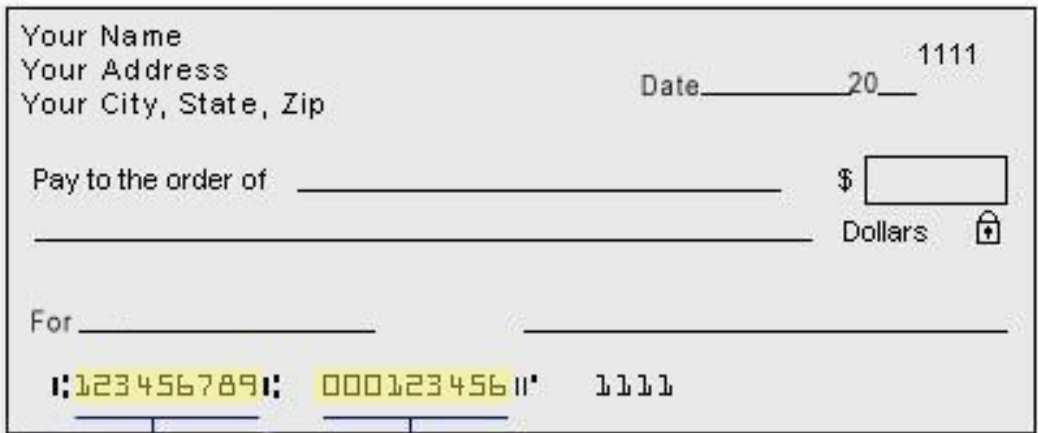 Your Name
1111
Your Address
Date 20
Your City, State, Zip
Pay to the order of $
Dollars
For
⑆123456789⑆ 000123456⑈ 1111